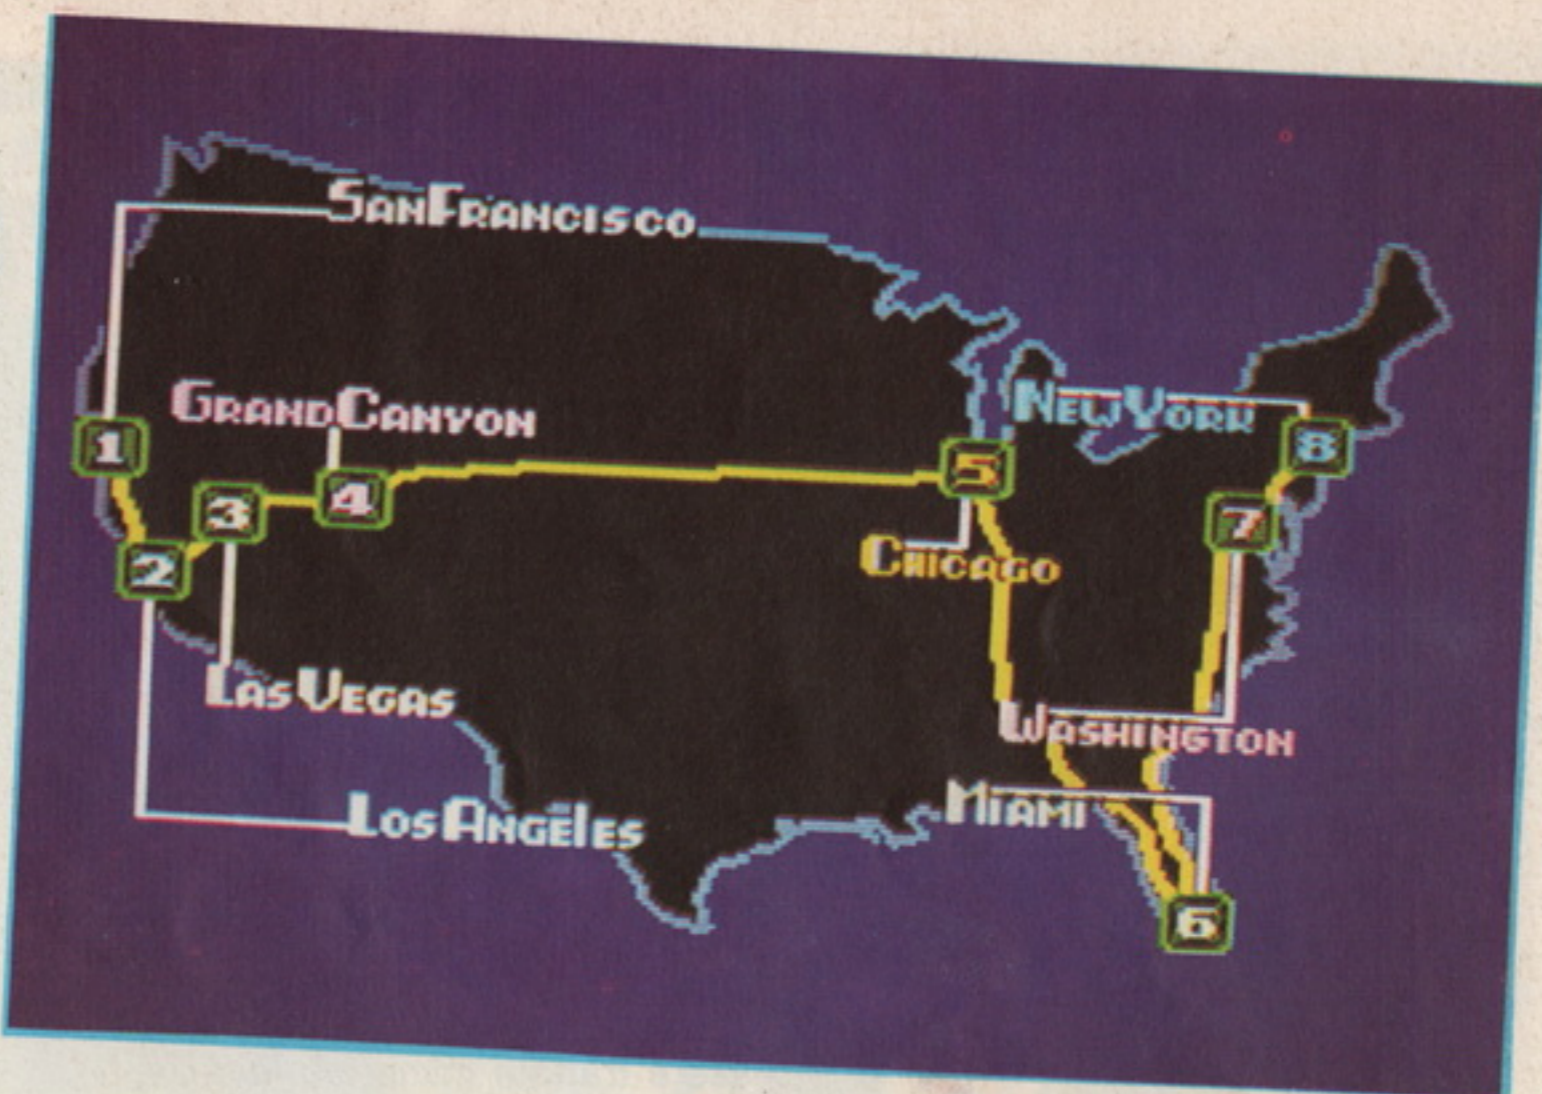 SanFrancisco
GrandCanyon
NewYork
1
8
5
4
3
7
Chicago
2
LasVegas
Washington
Miami
LosAngeles
6